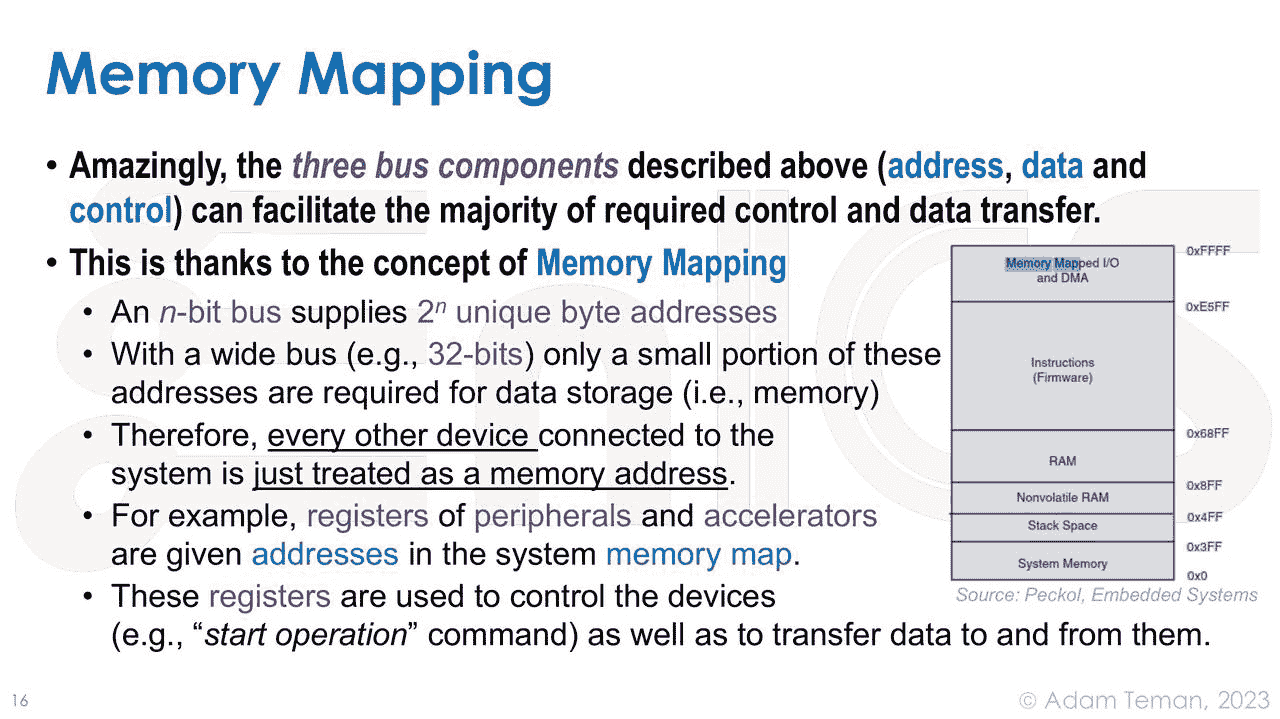 Memory Mapping
• Amazingly, the three bus components described above (address, data and
control) can facilitate the majority of required control and data transfer.
• This is thanks to the concept of Memory Mapping
• An n-bit bus supplies 2ⁿ unique byte addresses
• With a wide bus (e.g., 32-bits) only a small portion of these
addresses are required for data storage (i.e., memory)
• Therefore, every other device connected to the
system is just treated as a memory address.
• For example, registers of peripherals and accelerators
are given addresses in the system memory map.
• These registers are used to control the devices
(e.g., “start operation” command) as well as to transfer data to and from them.
0xFFFF
Memory Mapped I/O
and DMA
0xE5FF
Instructions
(Firmware)
0x68FF
RAM
0x8FF
Nonvolatile RAM
0x4FF
Stack Space
0x3FF
System Memory
0x0
Source: Peckol, Embedded Systems
16
© Adam Teman, 2023